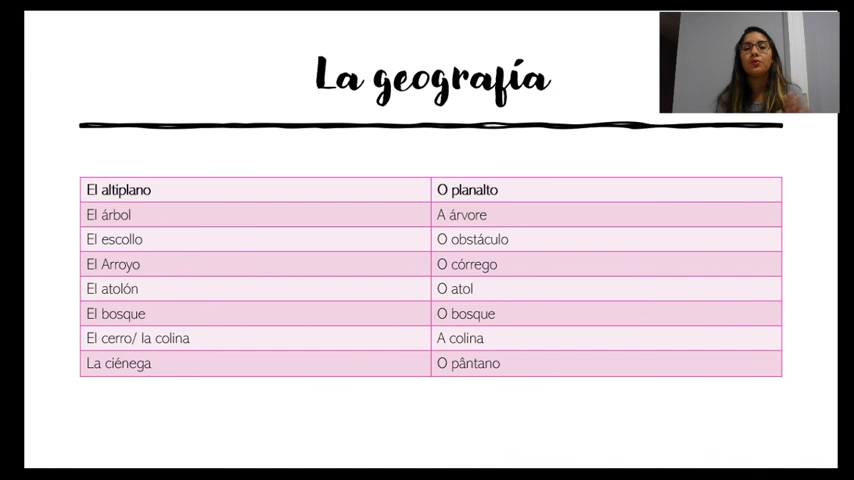 La geografía
El altiplano O planalto
El árbol A árvore
El escollo O obstáculo
El Arroyo O córrego
El atolón O atol
El bosque O bosque
El cerro/ la colina A colina
La ciénega O pântano